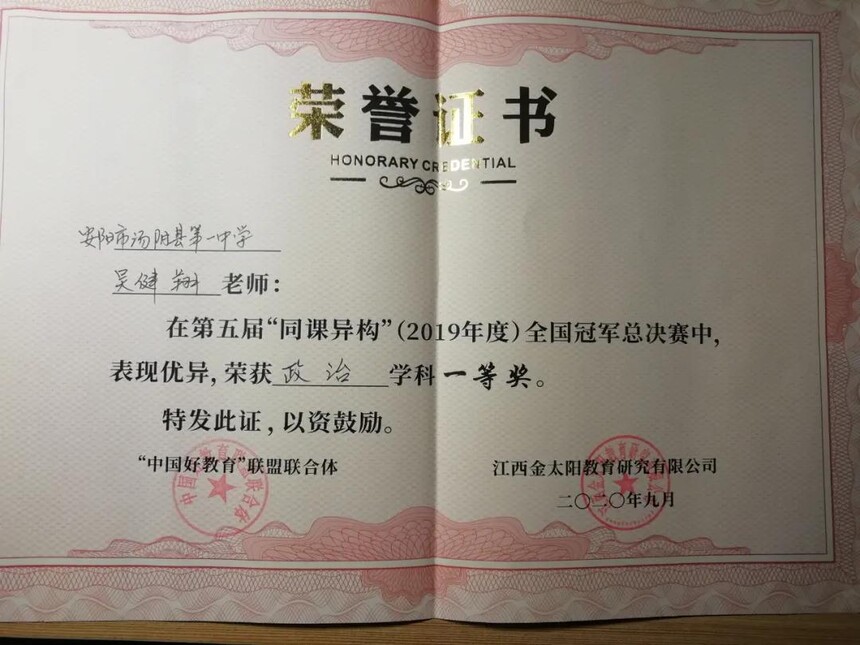 荣誉证书
HONORARY CREDENTIAL
安阳市汤阴县第一中学
吴健翔 老师：
在第五届“同课异构”(2019年度)全国冠军总决赛中,
表现优异, 荣获 政治 学科 一等奖。
特发此证, 以资鼓励。
“中国好教育”联盟联合体 江西金太阳教育研究有限公司
二〇二〇年九月